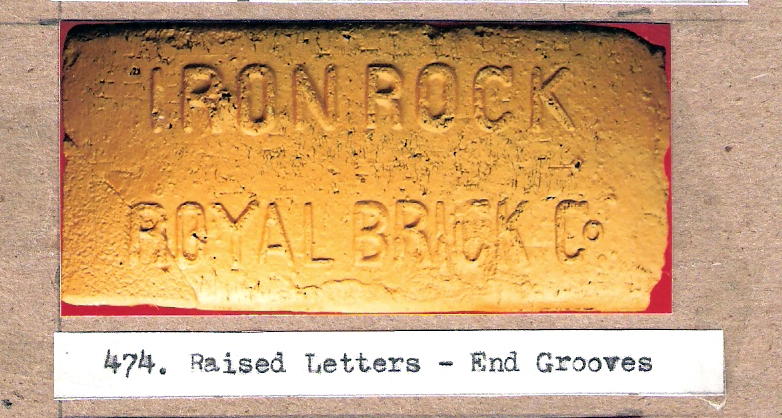 IRON ROCK
ROYAL BRICK Co
474. Raised Letters - End Grooves